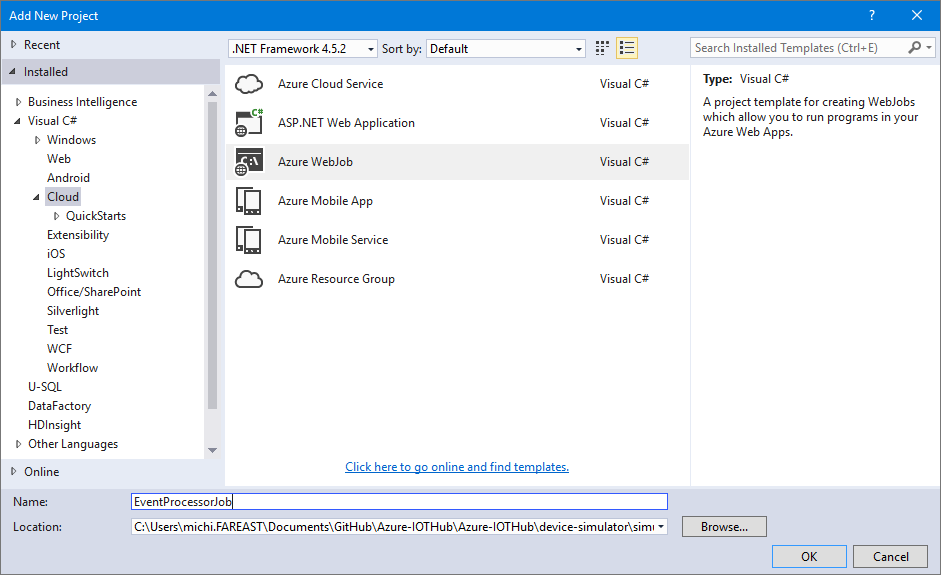 Add New Project
?
Recent
Installed
Business Intelligence
Visual C#
Windows
Web
Android
Cloud
QuickStarts
Extensibility
iOS
LightSwitch
Office/SharePoint
Silverlight
Test
WCF
Workflow
U-SQL
DataFactory
HDInsight
Other Languages
Online
.NET Framework 4.5.2 Sort by: Default
Azure Cloud Service Visual C#
C#
ASP.NET Web Application Visual C#
C:\
Azure WebJob Visual C#
Azure Mobile App Visual C#
Azure Mobile Service Visual C#
Azure Resource Group Visual C#
Click here to go online and find templates.
Search Installed Templates (Ctrl+E)
Type: Visual C#
A project template for creating WebJobs
which allow you to run programs in your
Azure Web Apps.
Name: EventProcessorJob
Location: C:\Users\michi.FAREAST\Documents\GitHub\Azure-IOTHub\Azure-IOTHub\device-simulator\simu Browse...
OK Cancel